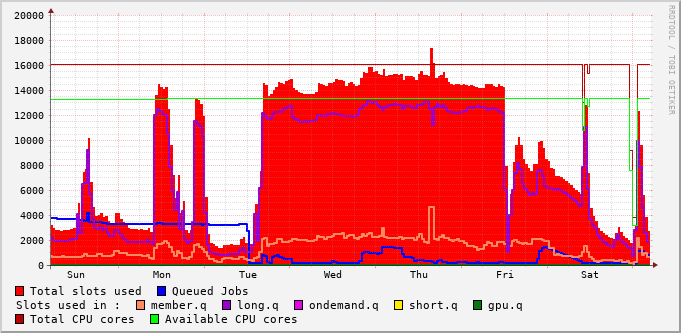 20000
18000
16000
14000
12000
10000
8000
6000
4000
2000
0
Sun Mon Tue Wed Thu Fri Sat
RRDTOOL / TOBI OETIKER
Total slots used Queued Jobs
Slots used in : member.q long.q ondemand.q short.q gpu.q
Total CPU cores Available CPU cores